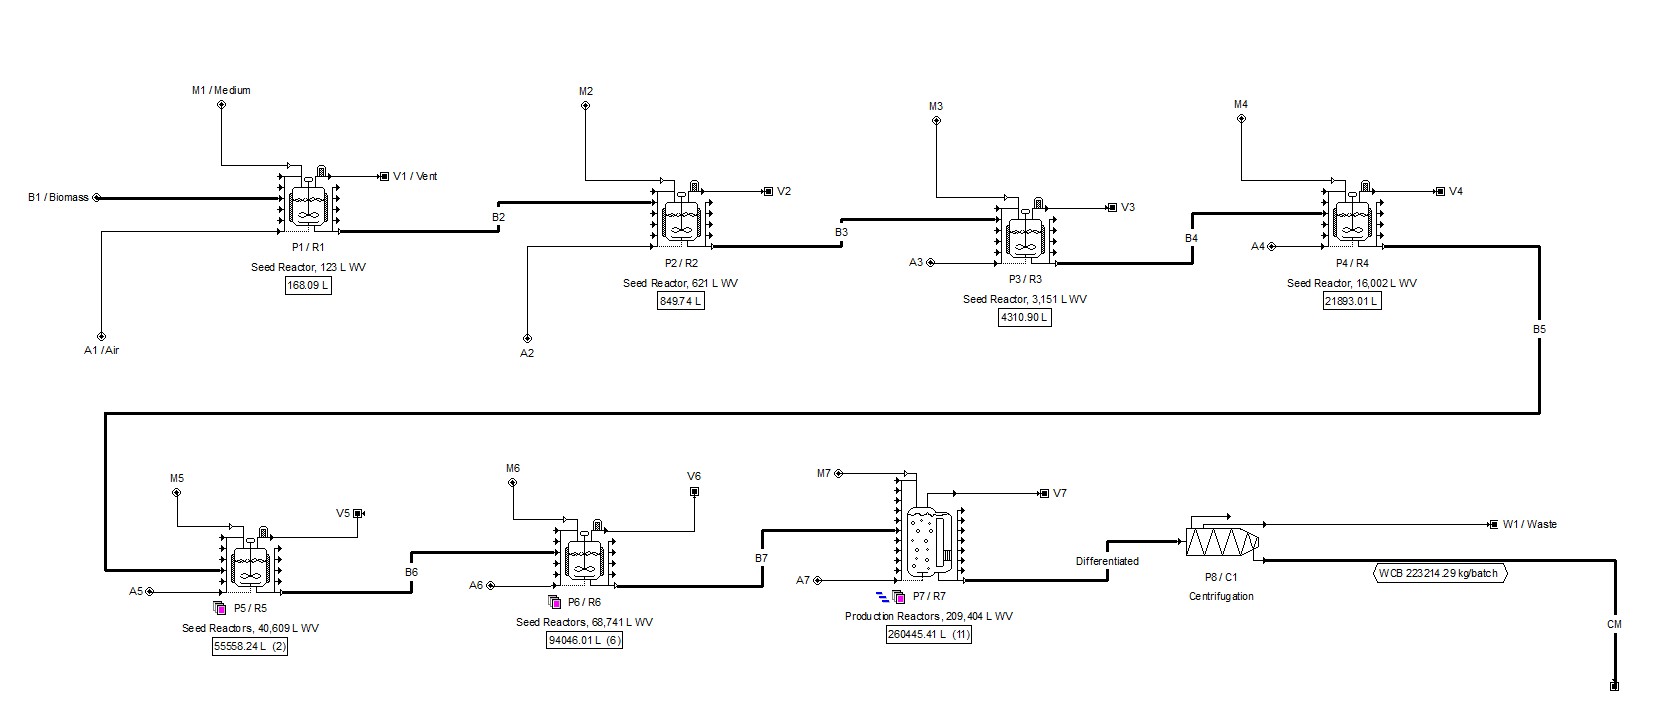 M1 / Medium
M2
M3
M4
B1 / Biomass
V1 / Vent
V2
V3
V4
B2
B3
B4
A3
A4
P1 / R1
Seed Reactor, 123 L WV
168.09 L
P2 / R2
Seed Reactor, 621 L WV
849.74 L
P3 / R3
Seed Reactor, 3,151 L WV
4310.90 L
P4 / R4
Seed Reactor, 16,002 L WV
21893.01 L
A1 / Air
A2
B5
M5
M6
V6
M7
V7
V5
W1 / Waste
B6
B7
Differentiated
A5
A6
A7
P5 / R5
Seed Reactors, 40,609 L WV
55558.24 L (2)
P6 / R6
Seed Reactors, 68,741 L WV
94046.01 L (6)
P7 / R7
Production Reactors, 209,404 L WV
260445.41 L (11)
P8 / C1
Centrifugation
WCB 223214.29 kg/batch
CM